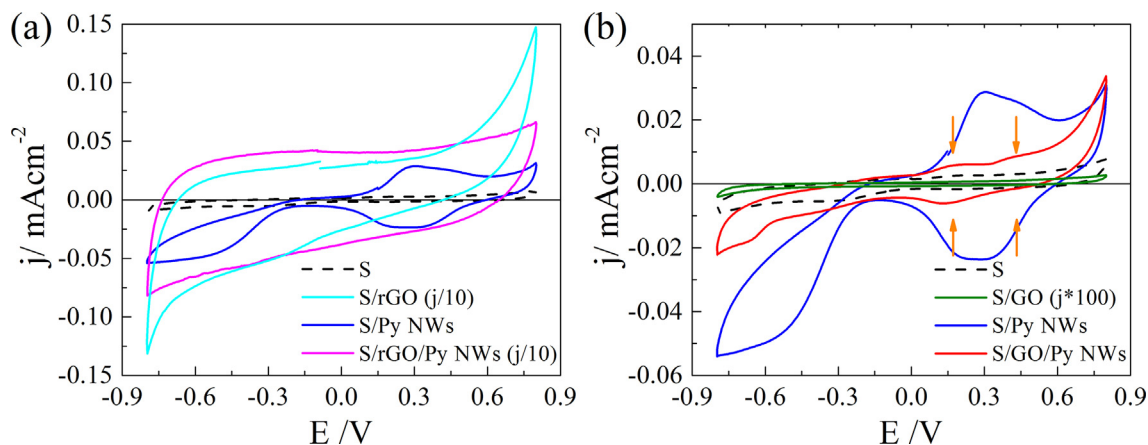 (a)
j/ mAcm-2
0.15
0.10
0.05
0.00
-0.05
-0.10
-0.15
S
S/rGO (j/10)
S/Py NWs
S/rGO/Py NWs (j/10)
-0.9 -0.6 -0.3 0.0 0.3 0.6 0.9
E /V
(b)
j/ mAcm-2
0.04
0.02
0.00
-0.02
-0.04
-0.06
S
S/GO (j*100)
S/Py NWs
S/GO/Py NWs
-0.9 -0.6 -0.3 0.0 0.3 0.6 0.9
E /V